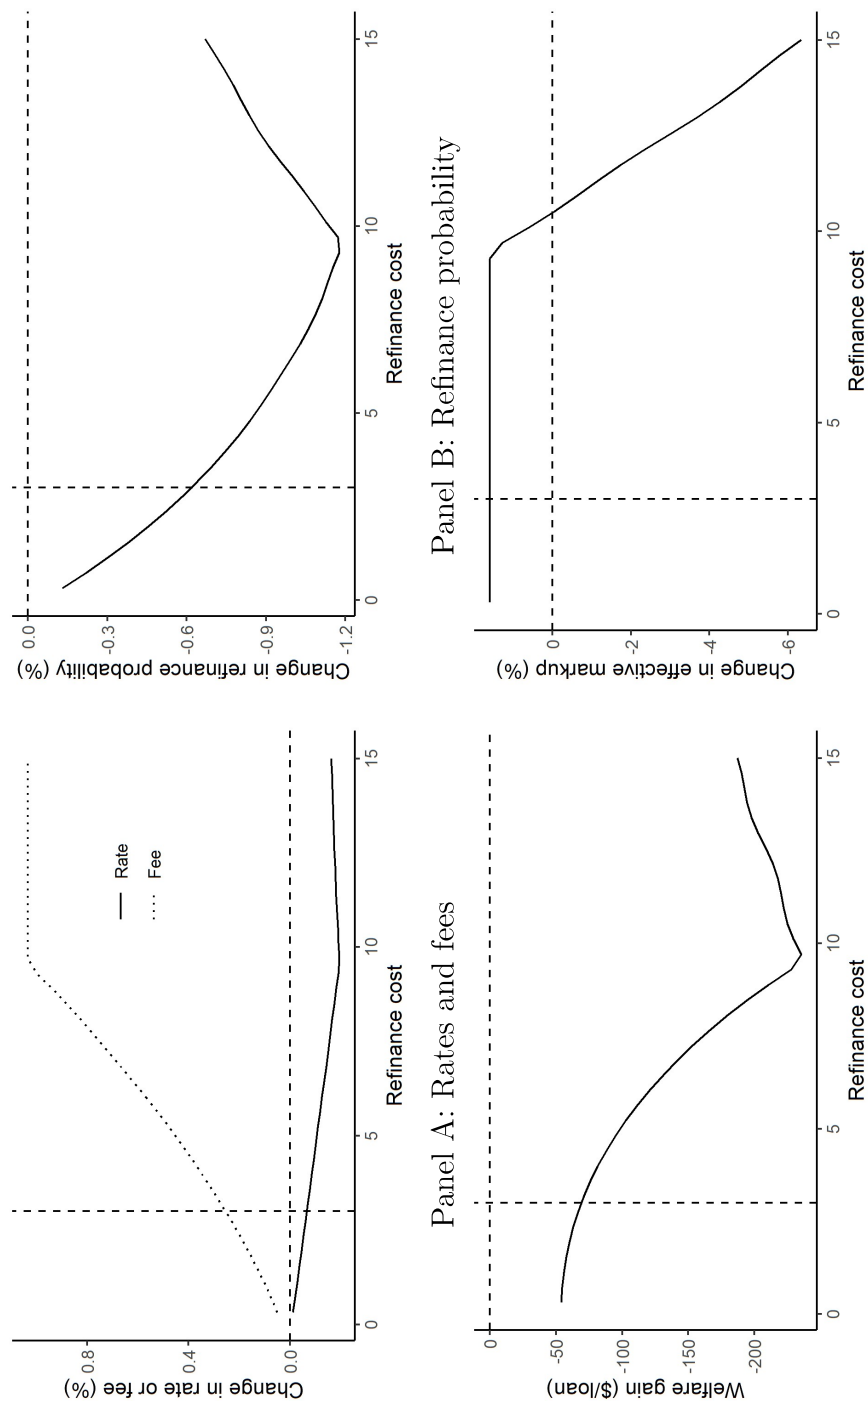 Change in rate or fee (%)
0.8
0.4
0.0
Rate
Fee
0
5
10
15
Refinance cost
Panel A: Rates and fees
Change in refinance probability (%)
0.0
-0.3
-0.6
-0.9
-1.2
0
5
10
15
Refinance cost
Panel B: Refinance probability
Welfare gain ($/loan)
0
-50
-100
-150
-200
0
5
10
15
Refinance cost
Change in effective markup (%)
0
-2
-4
-6
0
5
10
15
Refinance cost